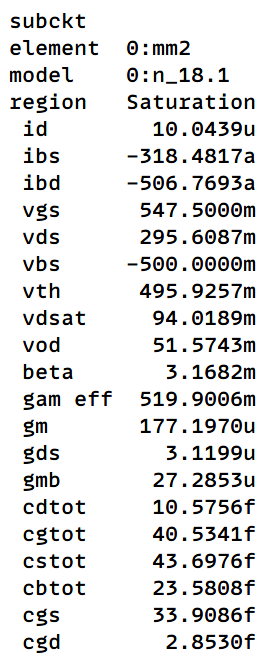 subckt
element 0:mm2
model 0:n_18.1
region Saturation
id 10.0439u
ibs -318.4817a
ibd -506.7693a
vgs 547.5000m
vds 295.6087m
vbs -500.0000m
vth 495.9257m
vdsat 94.0189m
vod 51.5743m
beta 3.1682m
gam eff 519.9006m
gm 177.1970u
gds 3.1199u
gmb 27.2853u
cdtot 10.5756f
cgtot 40.5341f
cstot 43.6976f
cbtot 23.5808f
cgs 33.9086f
cgd 2.8530f